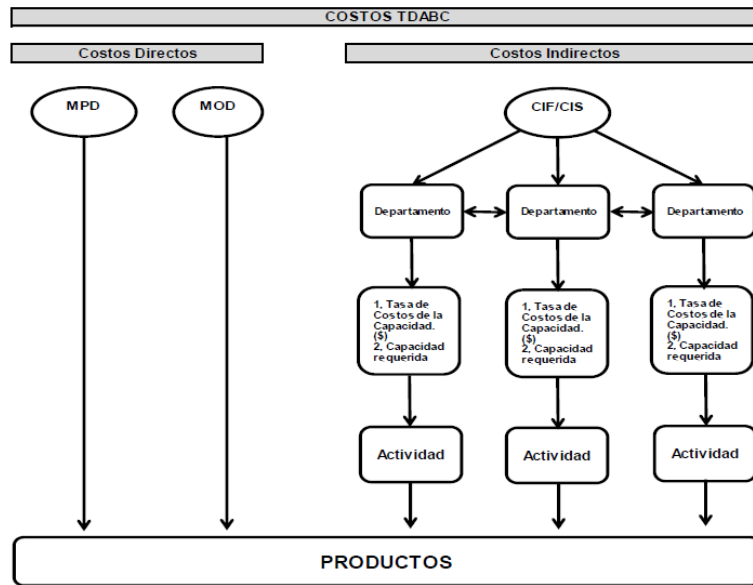 COSTOS TDABC
Costos Directos
Costos Indirectos
MPD
MOD
CIF/CIS
Departamento
Departamento
Departamento
1, Tasa de
Costos de la
Capacidad.
($)
2, Capacidad
requerida
1, Tasa de
Costos de la
Capacidad.
($)
2, Capacidad
requerida
1, Tasa de
Costos de la
Capacidad.
($)
2, Capacidad
requerida
Actividad
Actividad
Actividad
PRODUCTOS